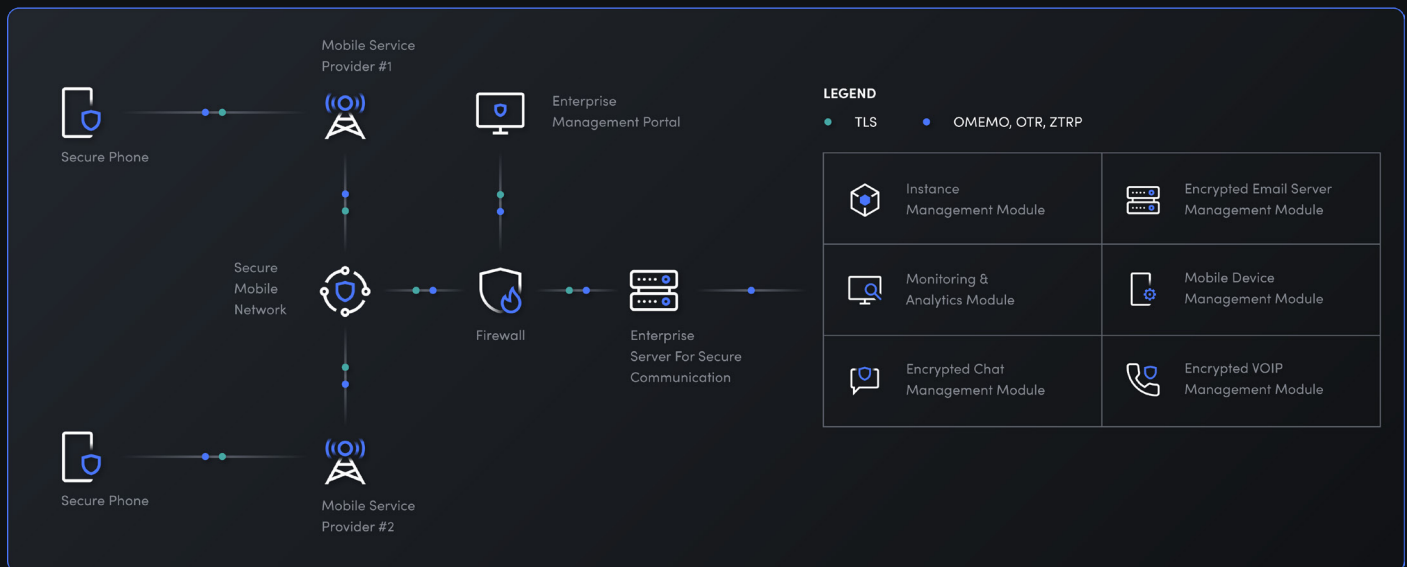 Mobile Service
Provider #1
Secure Phone
Enterprise
Management Portal
Secure
Mobile
Network
Firewall
Enterprise
Server For Secure
Communication
Secure Phone
Mobile Service
Provider #2
LEGEND
TLS
OMEMO, OTR, ZTRP
Instance
Management Module
Encrypted Email Server
Management Module
Monitoring &
Analytics Module
Mobile Device
Management Module
Encrypted Chat
Management Module
Encrypted VOIP
Management Module